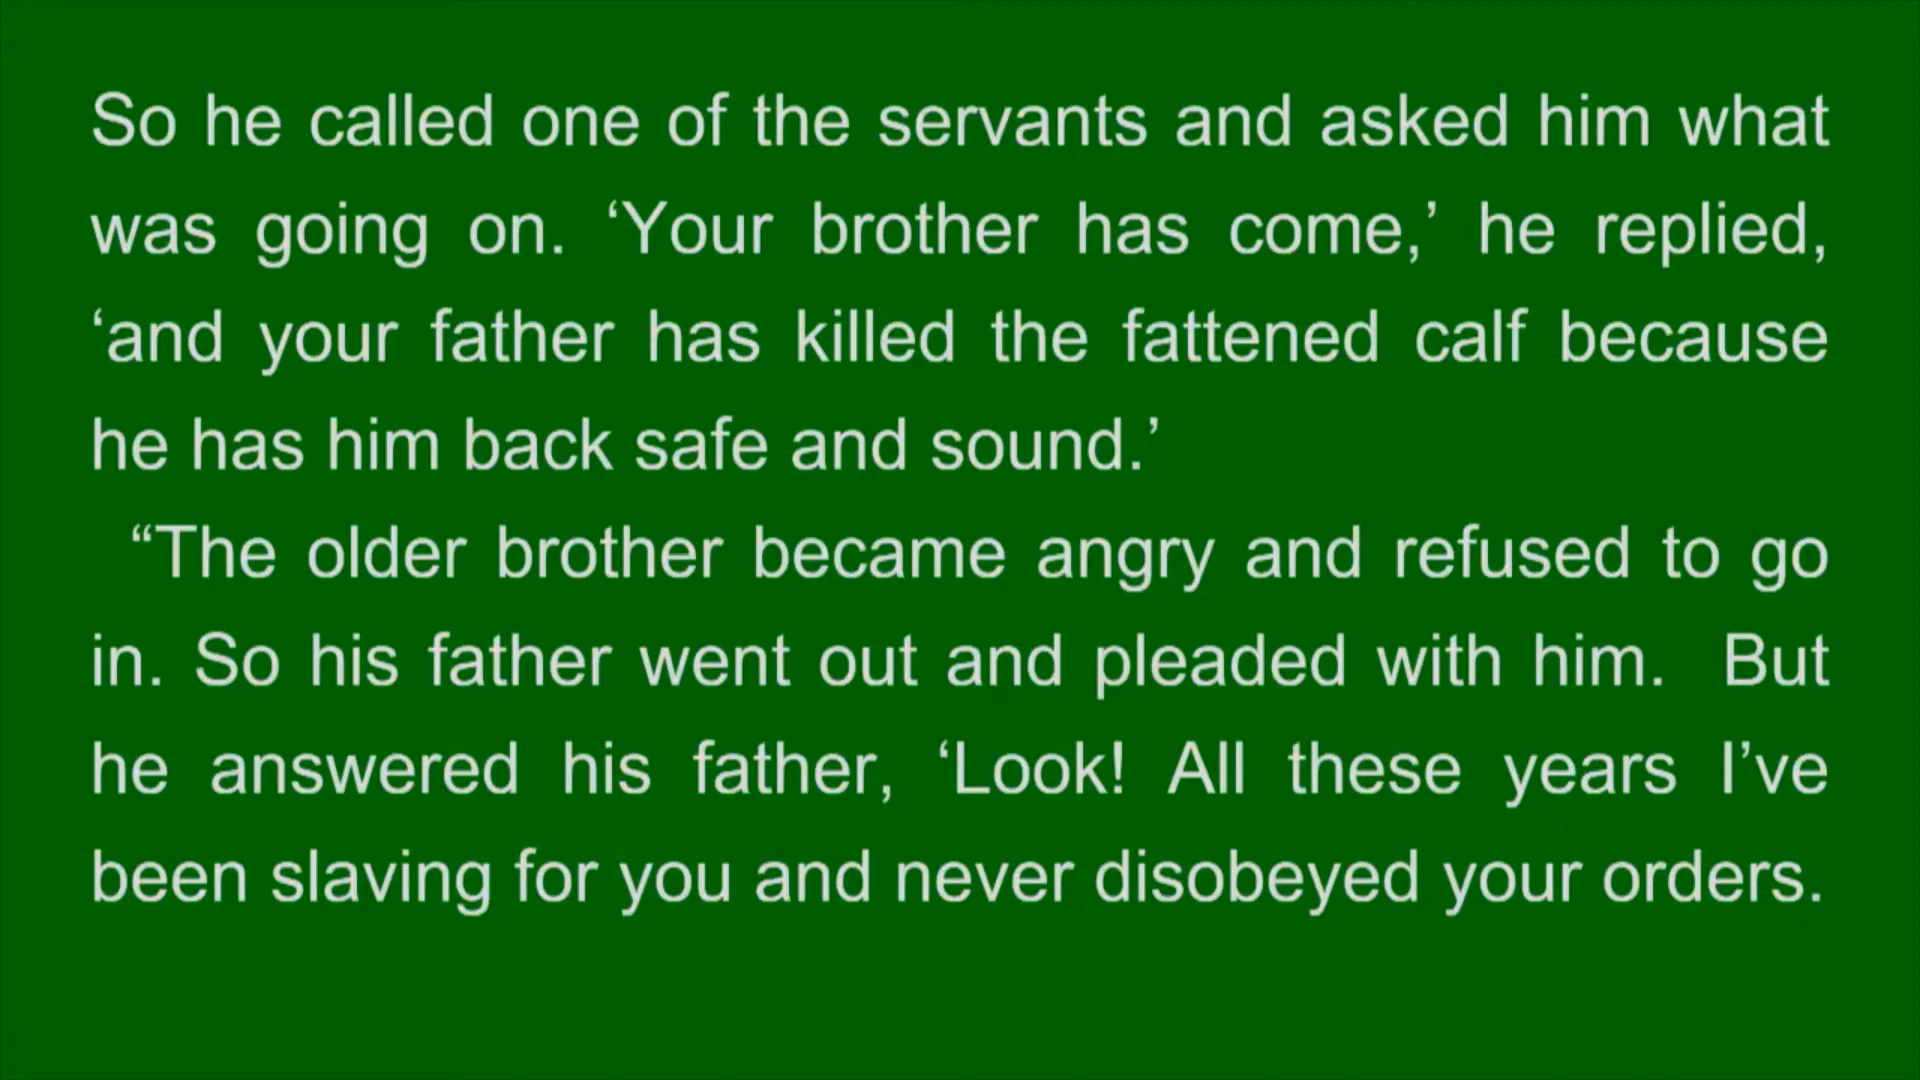 So he called one of the servants and asked him what
was going on. ‘Your brother has come,’ he replied,
‘and your father has killed the fattened calf because
he has him back safe and sound.’
“The older brother became angry and refused to go
in. So his father went out and pleaded with him.  But
he answered his father, ‘Look! All these years I’ve
been slaving for you and never disobeyed your orders.